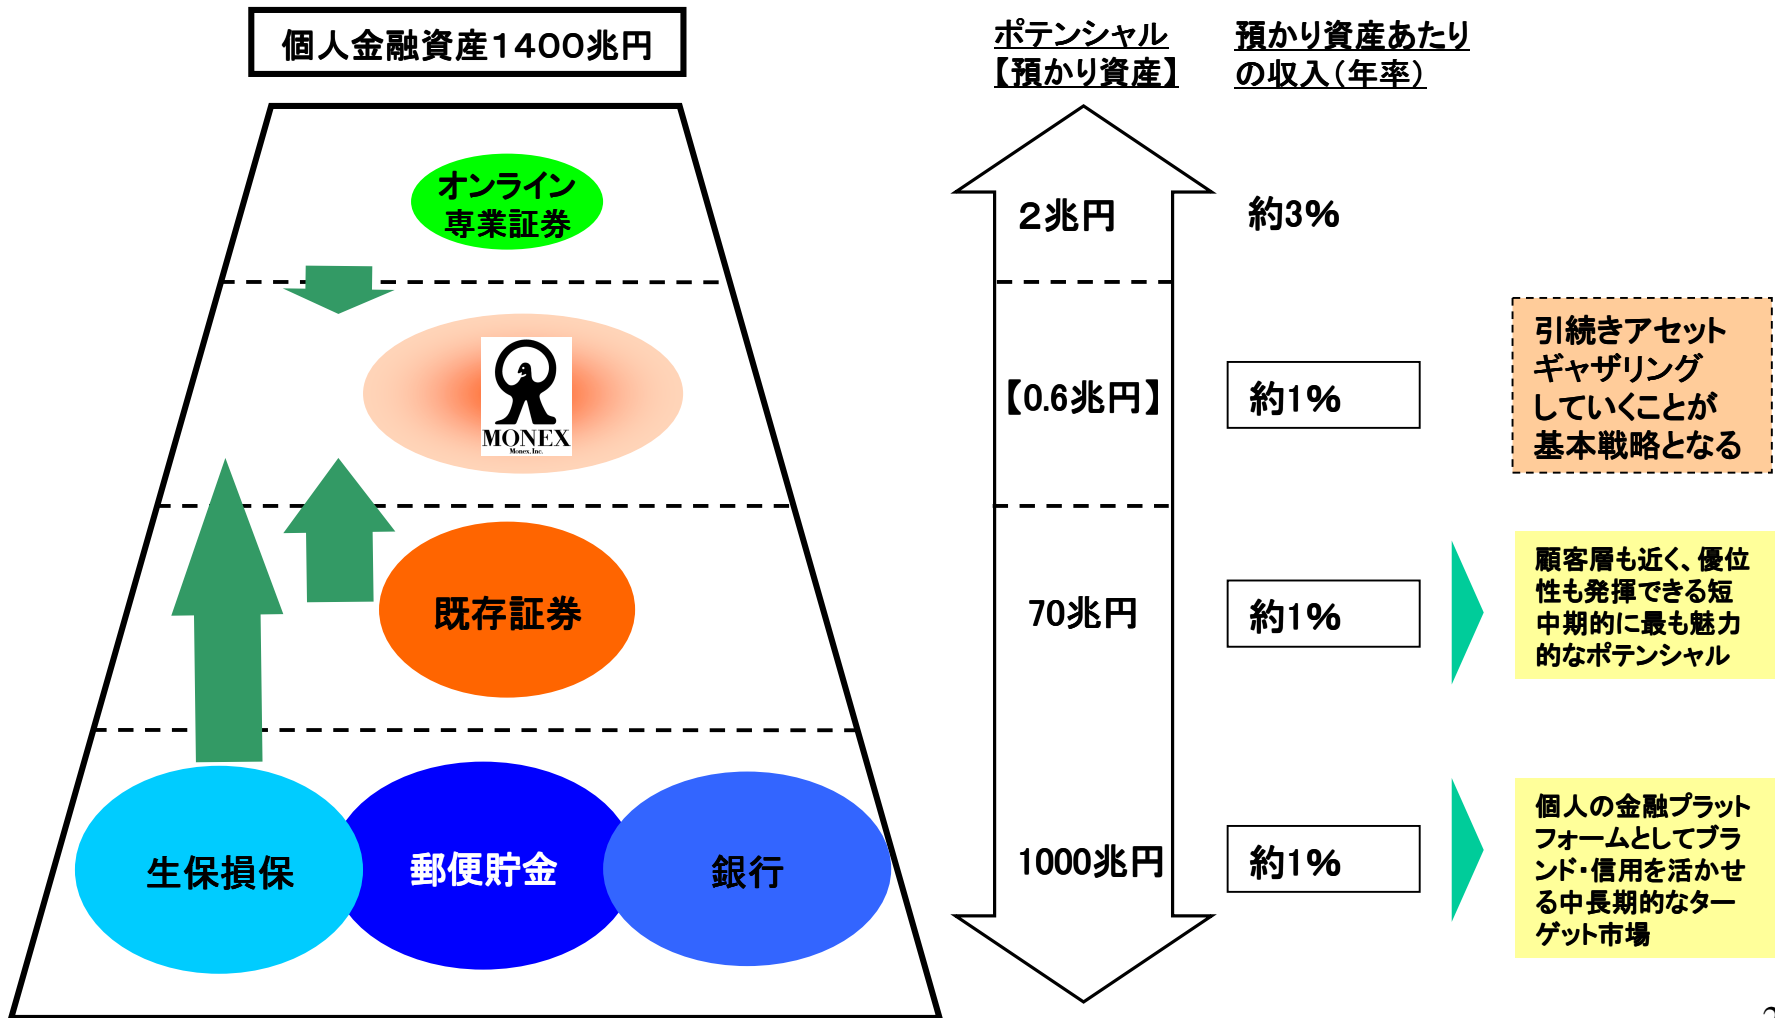 個人金融資産1400兆円
ポテンシャル
【預かり資産】
預かり資産あたり
の収入(年率)
オンライン
専業証券
2兆円
約3%
MONEX
Monex, Inc.
【0.6兆円】
約1%
引続きアセット
ギャザリング
していくことが
基本戦略となる
既存証券
70兆円
約1%
顧客層も近く、優位
性も発揮できる短
中期的に最も魅力
的なポテンシャル
生保損保
郵便貯金
銀行
1000兆円
約1%
個人の金融プラット
フォームとしてブラ
ンド・信用を活かせ
る中長期的なター
ゲット市場